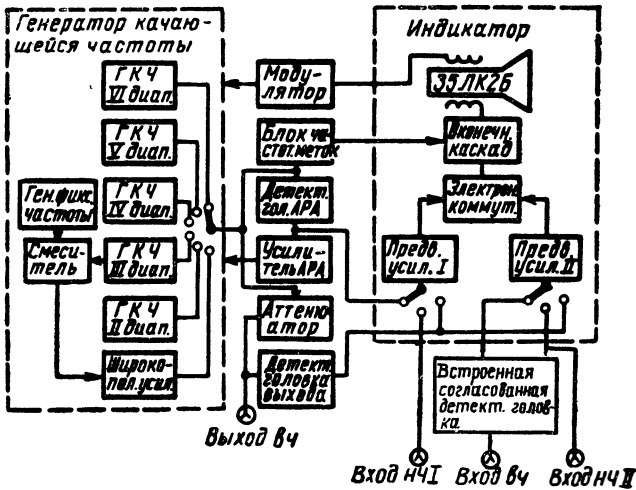 Генератор качаю-
щейся частоты
ГКЧ
VI диап.
ГКЧ
V диап.
Ген. фикс.
частоты
ГКЧ
IV диап.
Смеси-
тель
ГКЧ
III диап.
ГКЧ
II диап.
Широко-
пол. усил.
Моду-
лятор
Блок ча-
стот. меток
Детект.
гол. АРА
Усили-
тель АРА
Аттеню-
атор
Детект.
головка
выхода
Выход вч
Индикатор
35ЛК2Б
Оконечн.
каскад
Электрон.
коммут.
Предв.
усил. I
Предв.
усил. II
Встроенная
согласованная
детект. голов-
ка
Вход нч I
Вход вч
Вход нч II